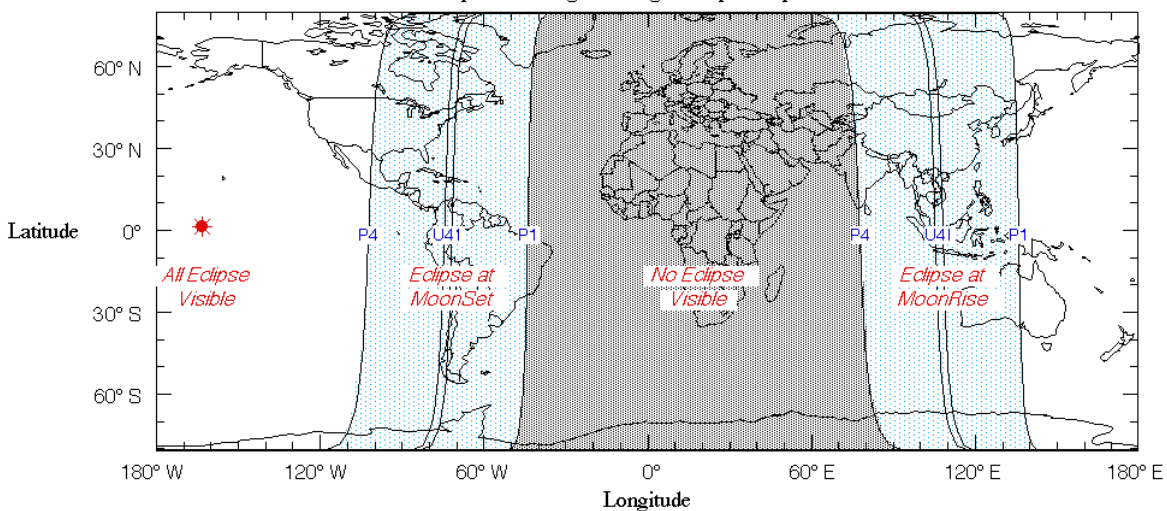 60° N
30° N
Latitude
0°
P4
U41
P1
P4
U41
P1
All Eclipse
Visible
Eclipse at
MoonSet
No Eclipse
Visible
Eclipse at
MoonRise
30° S
60° S
180° W
120° W
60° W
0°
60° E
120° E
180° E
Longitude